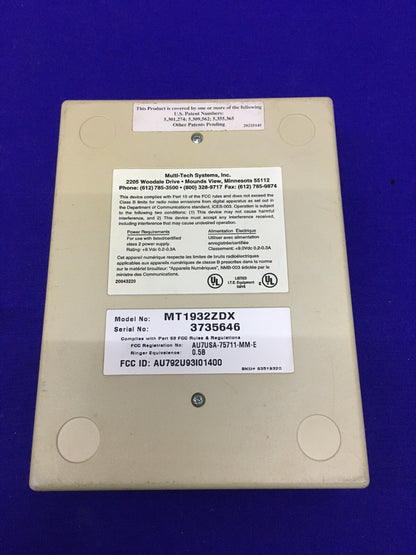 This Product is covered by one or more of the following
U.S. Patent Numbers:
5,301,274; 5,309,562; 5,355,365
Other Patents Pending
Multi-Tech Systems, Inc.
2205 Woodale Drive • Mounds View, Minnesota 55112
Phone: (612) 785-3500 • (800) 328-9717 Fax: (612) 785-9874
This device complies with Part 15 of the FCC rules and does not exceed the
Class B limits for radio noise emissions from digital apparatus as set out in
the Department of Communications standard, ICES-003. Operation is subject
to the following two conditions: (1) This device may not cause harmful
interference, and 2) This device must accept any interference received,
including interference that may cause undesired operation.
Power Requirements
For use with listed/certified
class 2 power supply.
Rating: +9.Vdc 0.2-0.3A
Alimentation Electrique
Utiliser avec alimentation
enregistrée/certifiée
Classement: +9.0Vdc 0.2-0.3A
Cet appareil numérique respecte les limites de bruits radioélectriques
applicables aux appareils numériques de classe B prescrites dans la norme sur
le matériel brouilleur: "Appareils Numériques", NMB-003 édictée par le
ministre des communications.
20043220
UL
LISTED
I.T.E. Equipment
UL
Model No: MT1932ZDX
Serial No: 3735646
Complies with Part 68 FCC Rules & Regulations
FCC Registration No: AU7USA-75711-MM-E
Ringer Equivalence: 0.5B
FCC ID: AU792U93I01400
SKU# 63519320